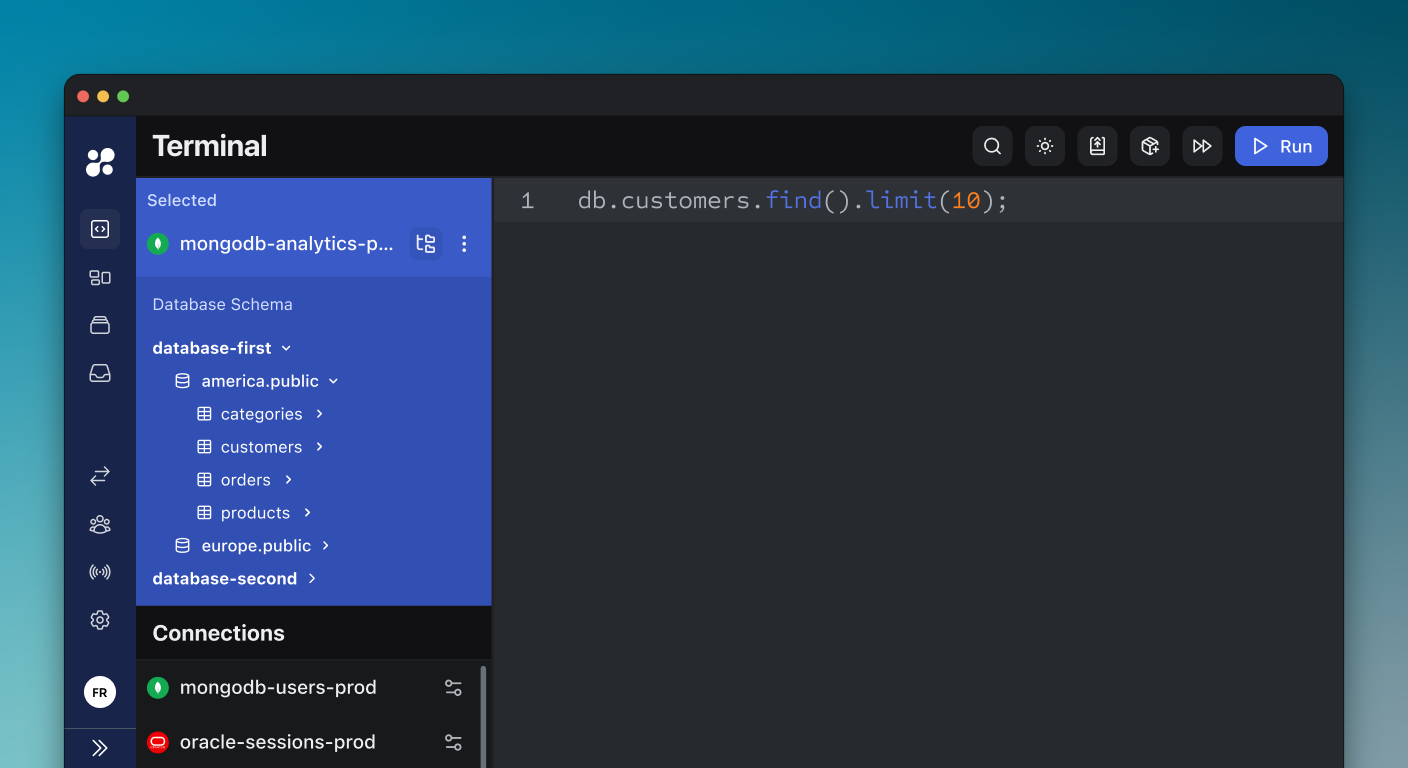 Terminal
Run
Selected
mongodb-analytics-p...
Database Schema
database-first
america.public
categories
customers
orders
products
europe.public
database-second
Connections
mongodb-users-prod
oracle-sessions-prod
FR
1 db.customers.find().limit(10);